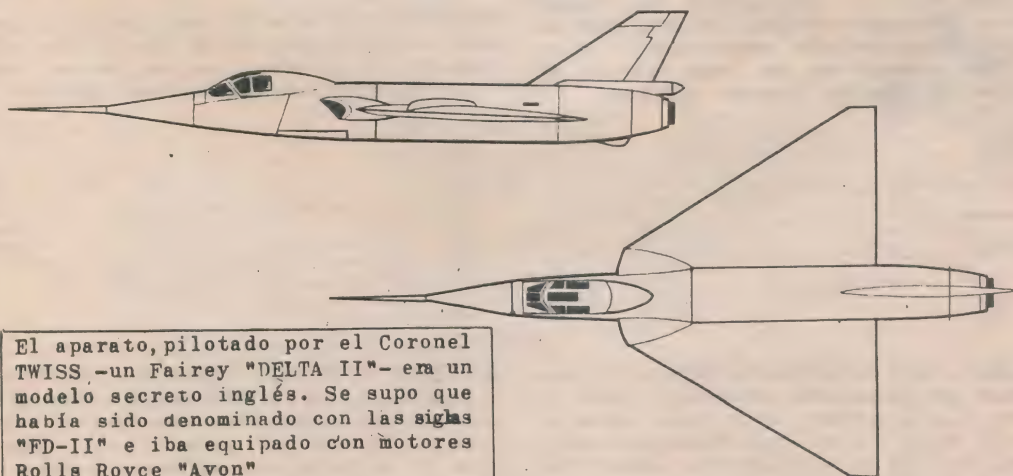 El aparato, pilotado por el Coronel
TWISS -un Fairey "DELTA II"- era un
modelo secreto inglés. Se supo que
había sido denominado con las siglas
"FD-II" e iba equipado con motores
Rolls Royce "Avon"